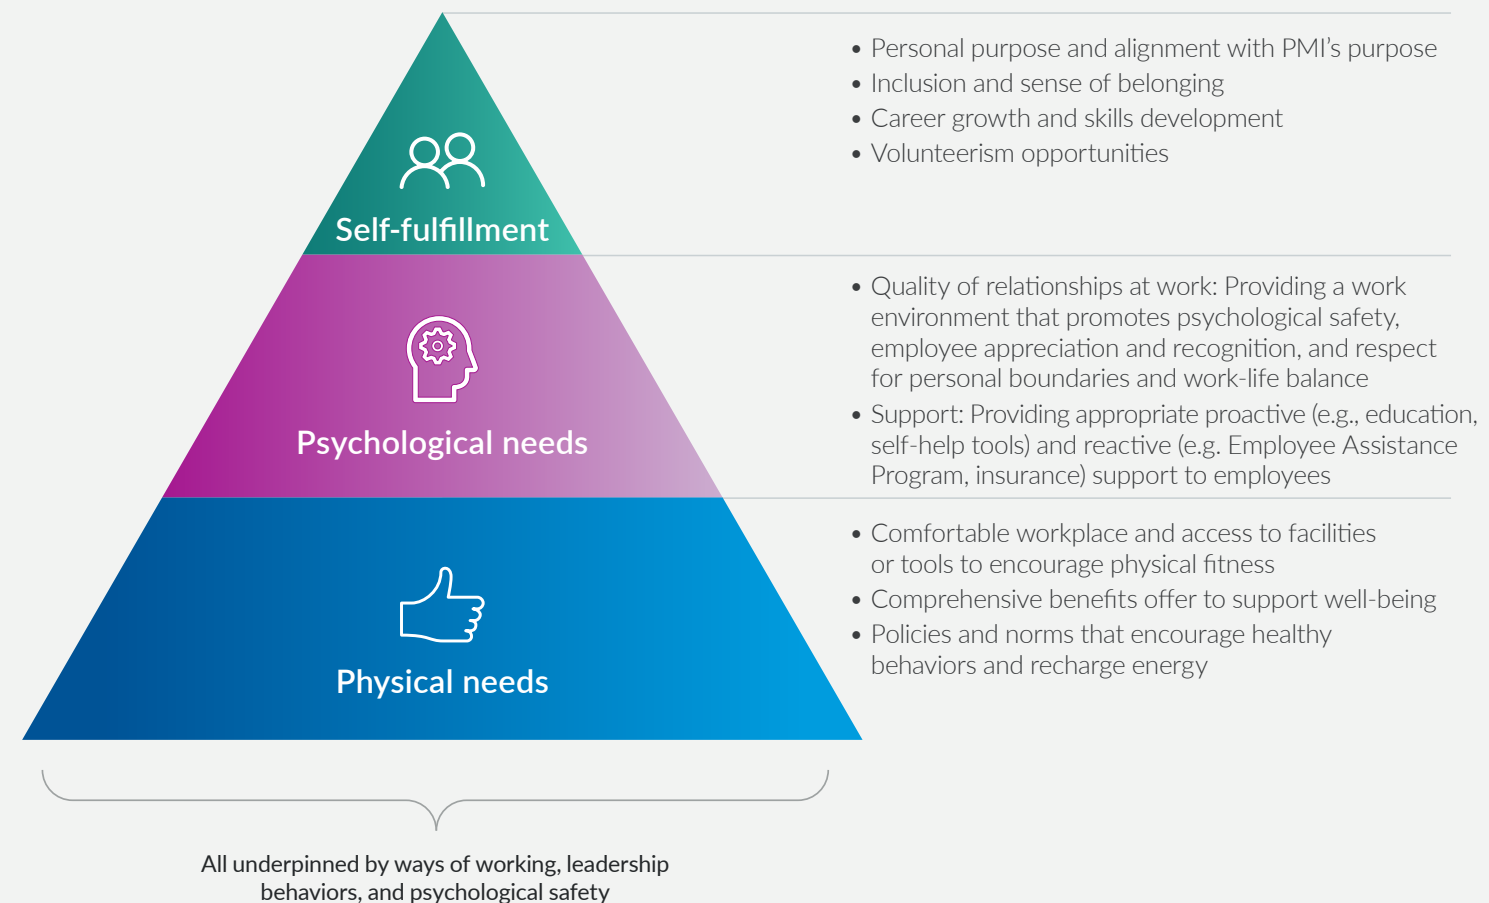 • Personal purpose and alignment with PMI’s purpose
• Inclusion and sense of belonging
• Career growth and skills development
• Volunteerism opportunities
Self-fulfillment
• Quality of relationships at work: Providing a work
environment that promotes psychological safety,
employee appreciation and recognition, and respect
for personal boundaries and work-life balance
• Support: Providing appropriate proactive (e.g., education,
self-help tools) and reactive (e.g. Employee Assistance
Program, insurance) support to employees
Psychological needs
• Comfortable workplace and access to facilities
or tools to encourage physical fitness
• Comprehensive benefits offer to support well-being
• Policies and norms that encourage healthy
behaviors and recharge energy
Physical needs
All underpinned by ways of working, leadership
behaviors, and psychological safety